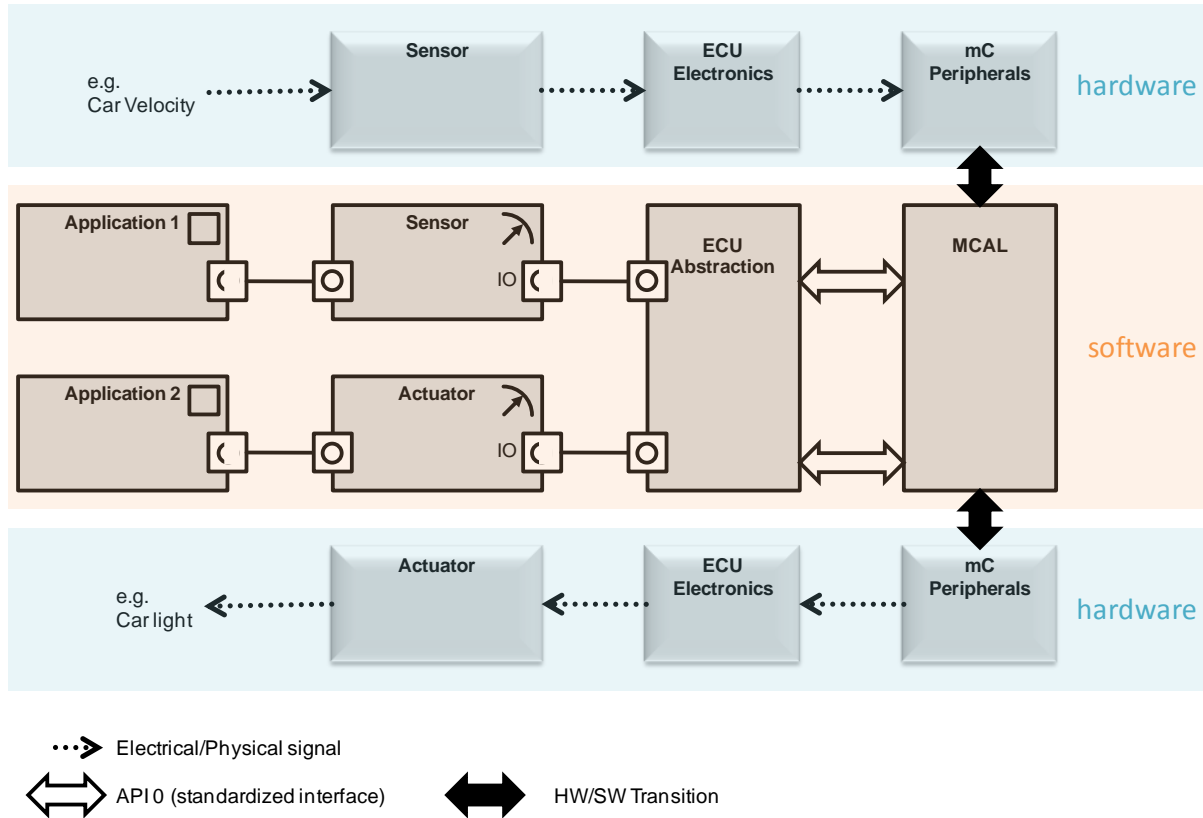 Sensor
ECU
Electronics
mC
Peripherals
e.g.
Car Velocity
hardware
Application 1
Sensor
IO
ECU
Abstraction
MCAL
software
Application 2
Actuator
IO
Actuator
ECU
Electronics
mC
Peripherals
e.g.
Car light
hardware
Electrical/Physical signal
API 0 (standardized interface)
HW/SW Transition